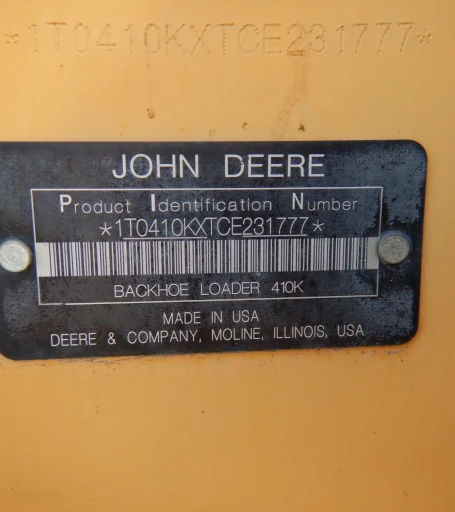 *1T0410KXTCE231777*
JOHN DEERE
Product Identification Number
*1T0410KXTCE231777*
BACKHOE LOADER 410K
MADE IN USA
DEERE & COMPANY, MOLINE, ILLINOIS, USA